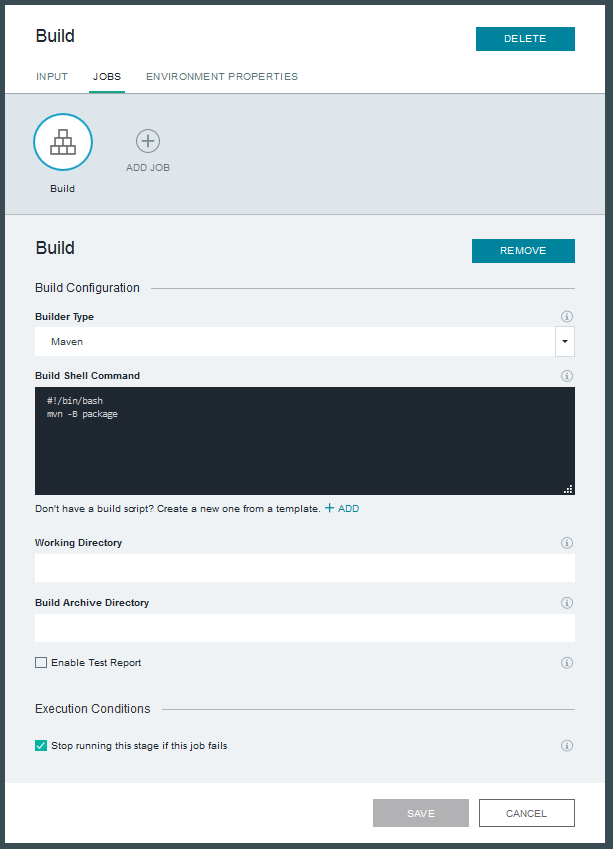 Build
DELETE
INPUT JOBS ENVIRONMENT PROPERTIES
ADD JOB
Build
Build
REMOVE
Build Configuration
Builder Type
Maven
Build Shell Command
#!/bin/bash
mvn -B package
Don't have a build script? Create a new one from a template. + ADD
Working Directory
Build Archive Directory
Enable Test Report
Execution Conditions
Stop running this stage if this job fails
SAVE CANCEL